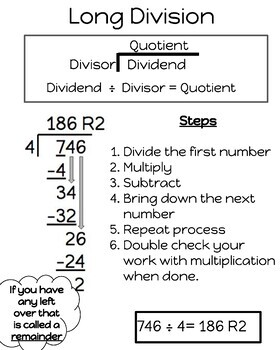 Long Division
Quotient
Divisor Dividend
Dividend ÷ Divisor = Quotient
186 R2
4 746
-4
34
-32
26
-24
2
If you have
any left
over that
is called a
remainder
Steps
1. Divide the first number
2. Multiply
3. Subtract
4. Bring down the next
number
5. Repeat process
6. Double check your
work with multiplication
when done.
746 ÷ 4= 186 R2